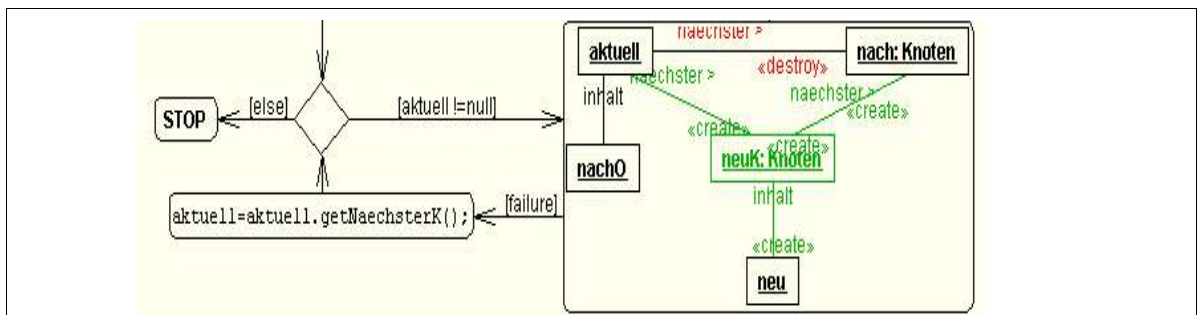 naechster >
aktuell
nach: Knoten
«destroy»
naechster >
inhalt
naechster >
[else]
[aktuell !=null]
«create»
STOP
«create»
«create»
neuK: Knoten
nachO
inhalt
[failure]
aktuell=aktuell.getNaechsterK();
«create»
neu